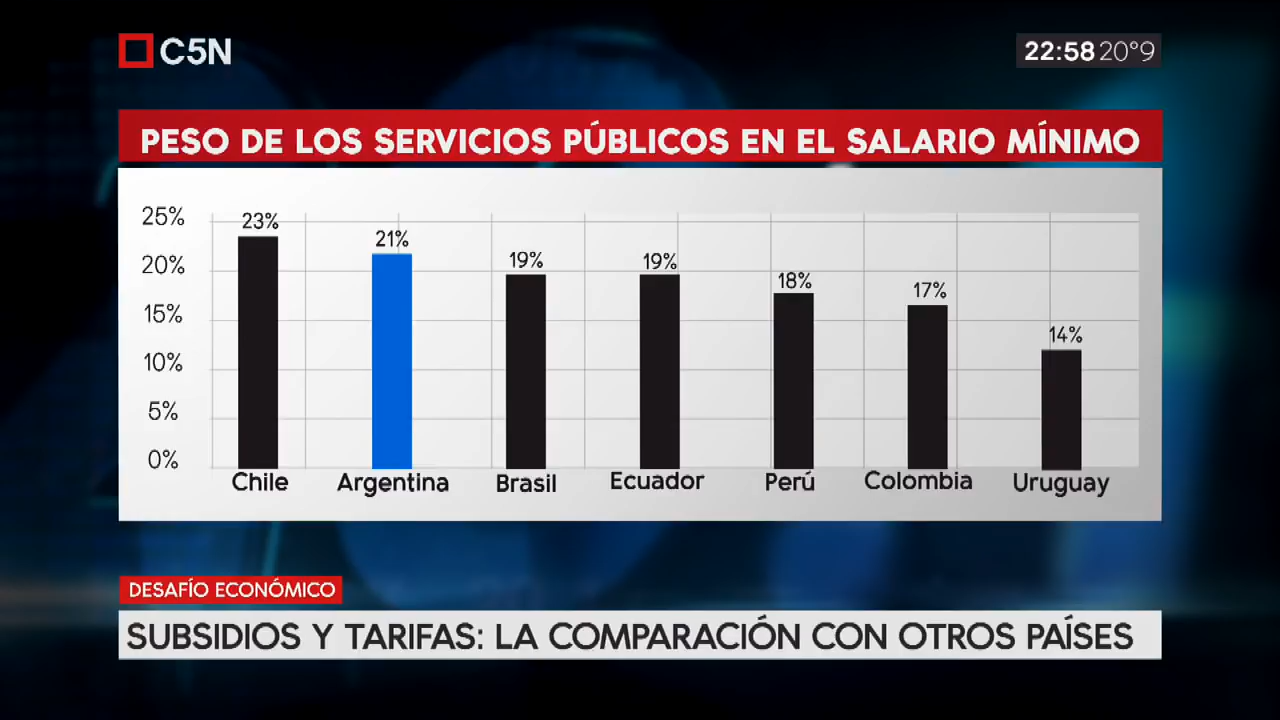 C5N
22:58 20°9
PESO DE LOS SERVICIOS PÚBLICOS EN EL SALARIO MÍNIMO
25%
20%
15%
10%
5%
0%
23%
21%
19%
19%
18%
17%
14%
Chile
Argentina
Brasil
Ecuador
Perú
Colombia
Uruguay
DESAFÍO ECONÓMICO
SUBSIDIOS Y TARIFAS: LA COMPARACIÓN CON OTROS PAÍSES